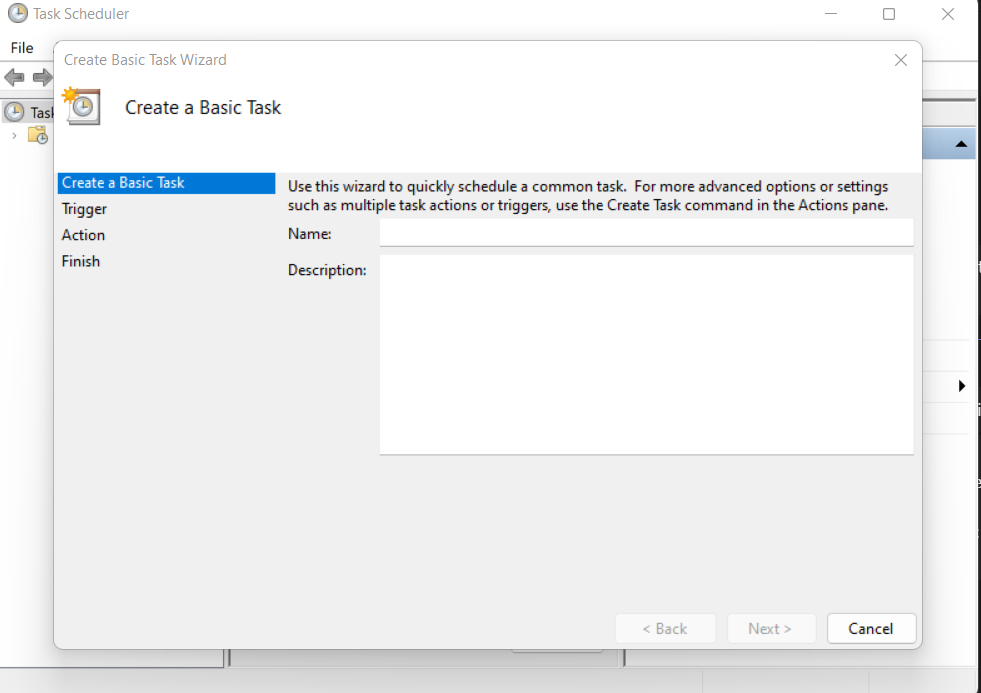 Task Scheduler
File
Create Basic Task Wizard
Create a Basic Task
Task
Create a Basic Task
Trigger
Action
Finish
Use this wizard to quickly schedule a common task.  For more advanced options or settings
such as multiple task actions or triggers, use the Create Task command in the Actions pane.
Name:
Description:
< Back
Next >
Cancel